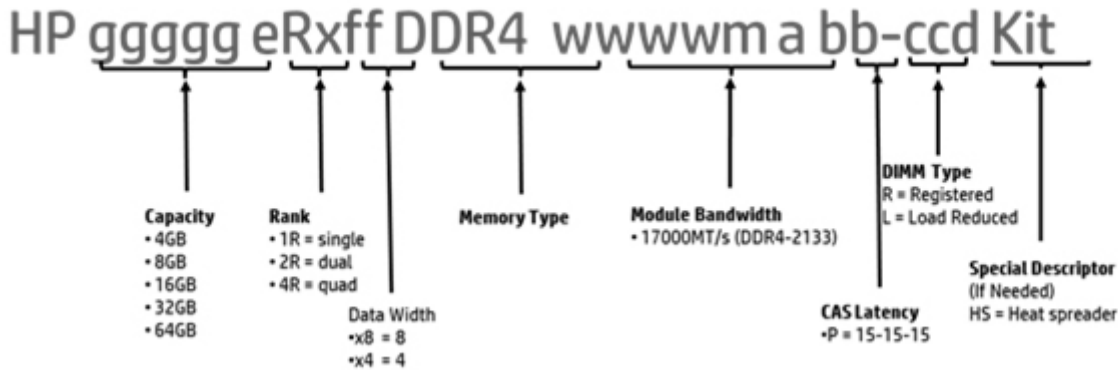 HP ggggg eRxff DDR4 wwwwm a bb-ccd Kit
Capacity
• 4GB
• 8GB
• 16GB
• 32GB
• 64GB
Rank
• 1R = single
• 2R = dual
• 4R = quad
Data Width
•x8 = 8
•x4 = 4
Memory Type
Module Bandwidth
• 17000MT/s (DDR4-2133)
CAS Latency
•P = 15-15-15
DIMM Type
R = Registered
L = Load Reduced
Special Descriptor
(If Needed)
HS = Heat spreader